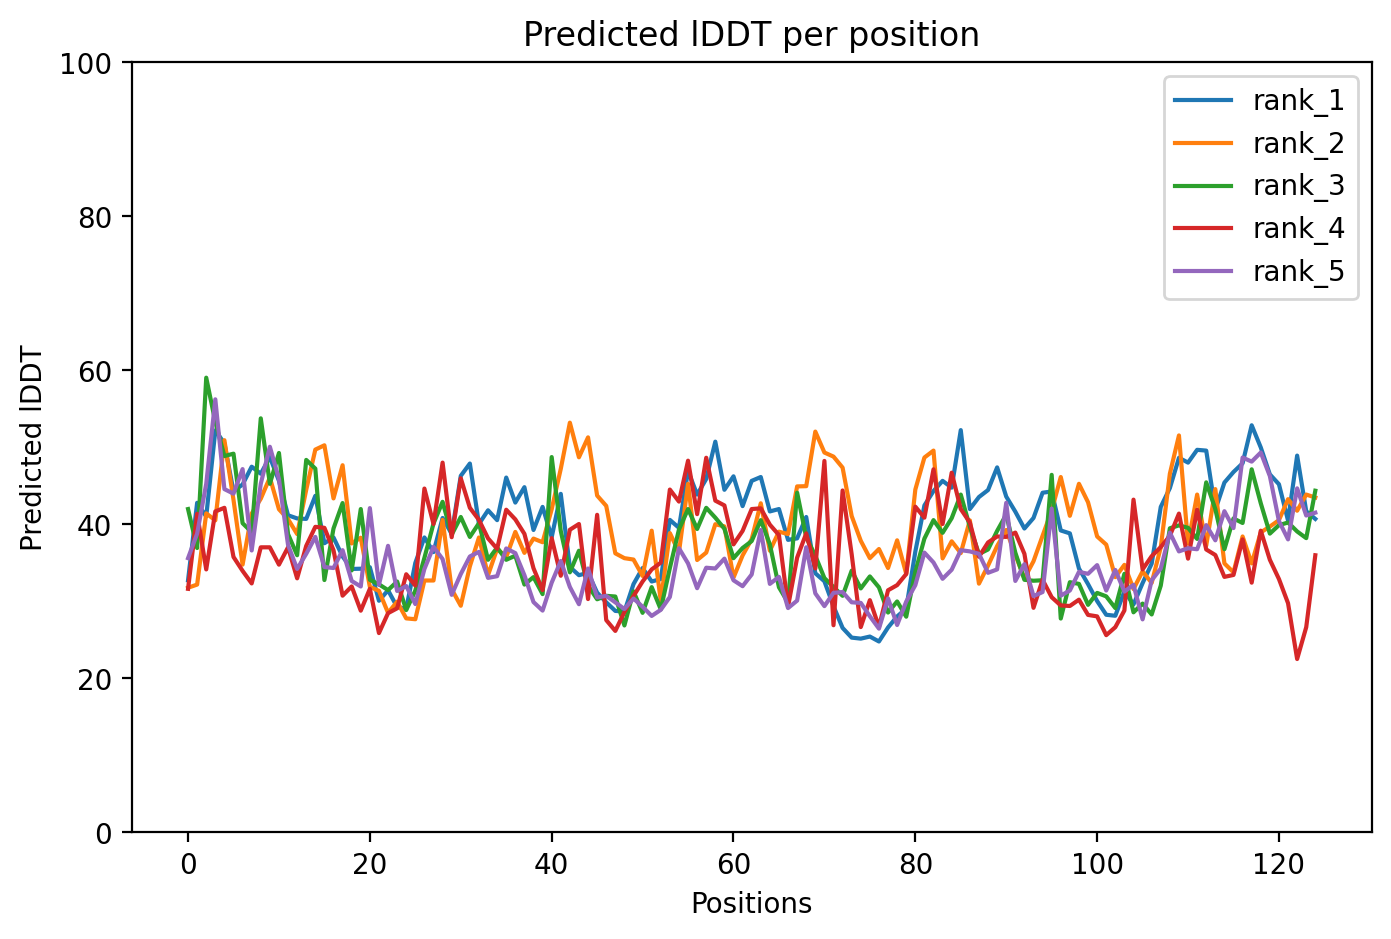 Predicted lDDT per position
100
80
60
40
20
0
Predicted lDDT
0 20 40 60 80 100 120
Positions
rank_1
rank_2
rank_3
rank_4
rank_5